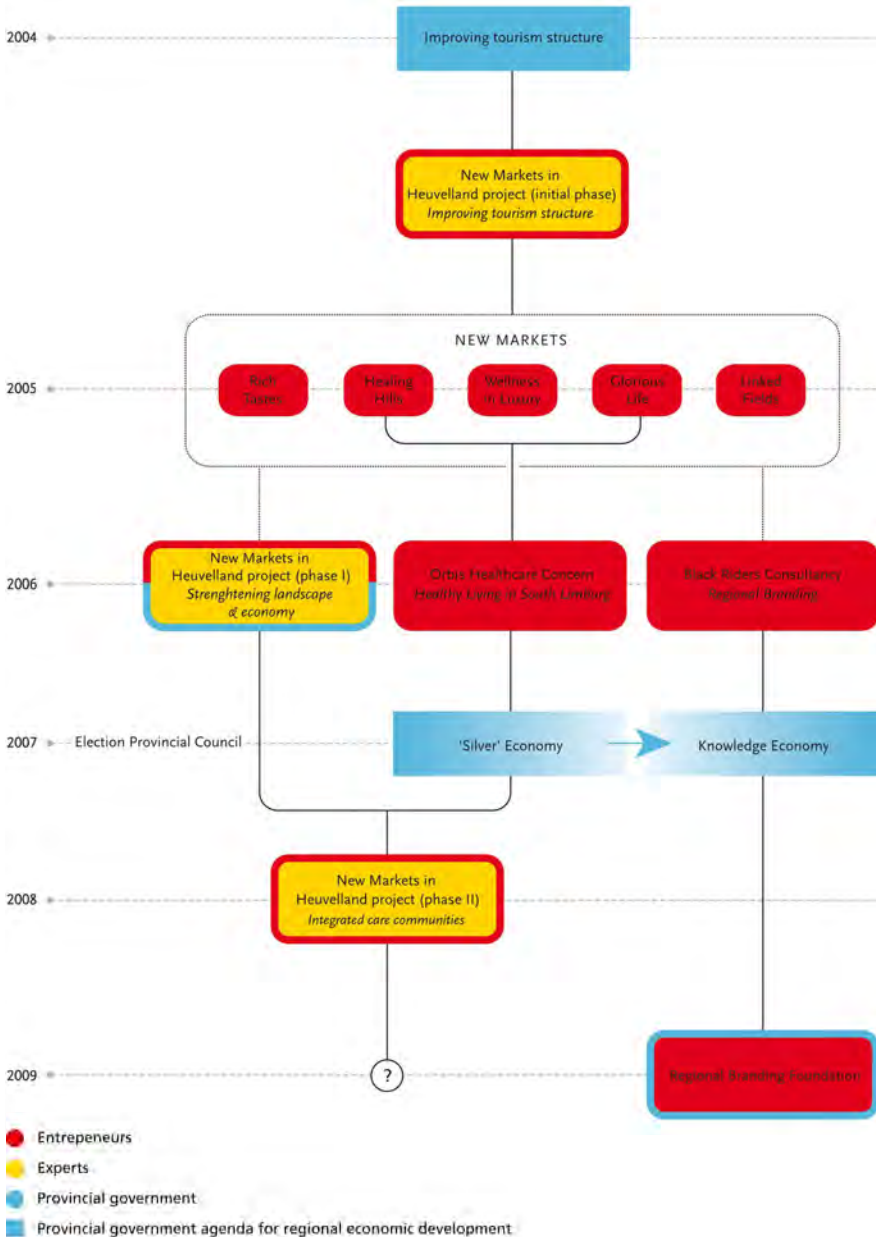 2004
Improving tourism structure
New Markets in
Heuvelland project (initial phase)
Improving tourism structure
NEW MARKETS
2005
Rich
Tastes
Healing
Hills
Wellness
in Luxury
Glorious
Life
Linked
Fields
2006
New Markets in
Heuvelland project (phase I)
Strenghtening landscape
& economy
Orbis Healthcare Concern
Healthy Living in South Limburg
Black Riders Consultancy
Regional Branding
2007
Election Provincial Council
'Silver' Economy
Knowledge Economy
2008
New Markets in
Heuvelland project (phase II)
Integrated care communities
2009
?
Regional Branding Foundation
Entrepeneurs
Experts
Provincial government
Provincial government agenda for regional economic development